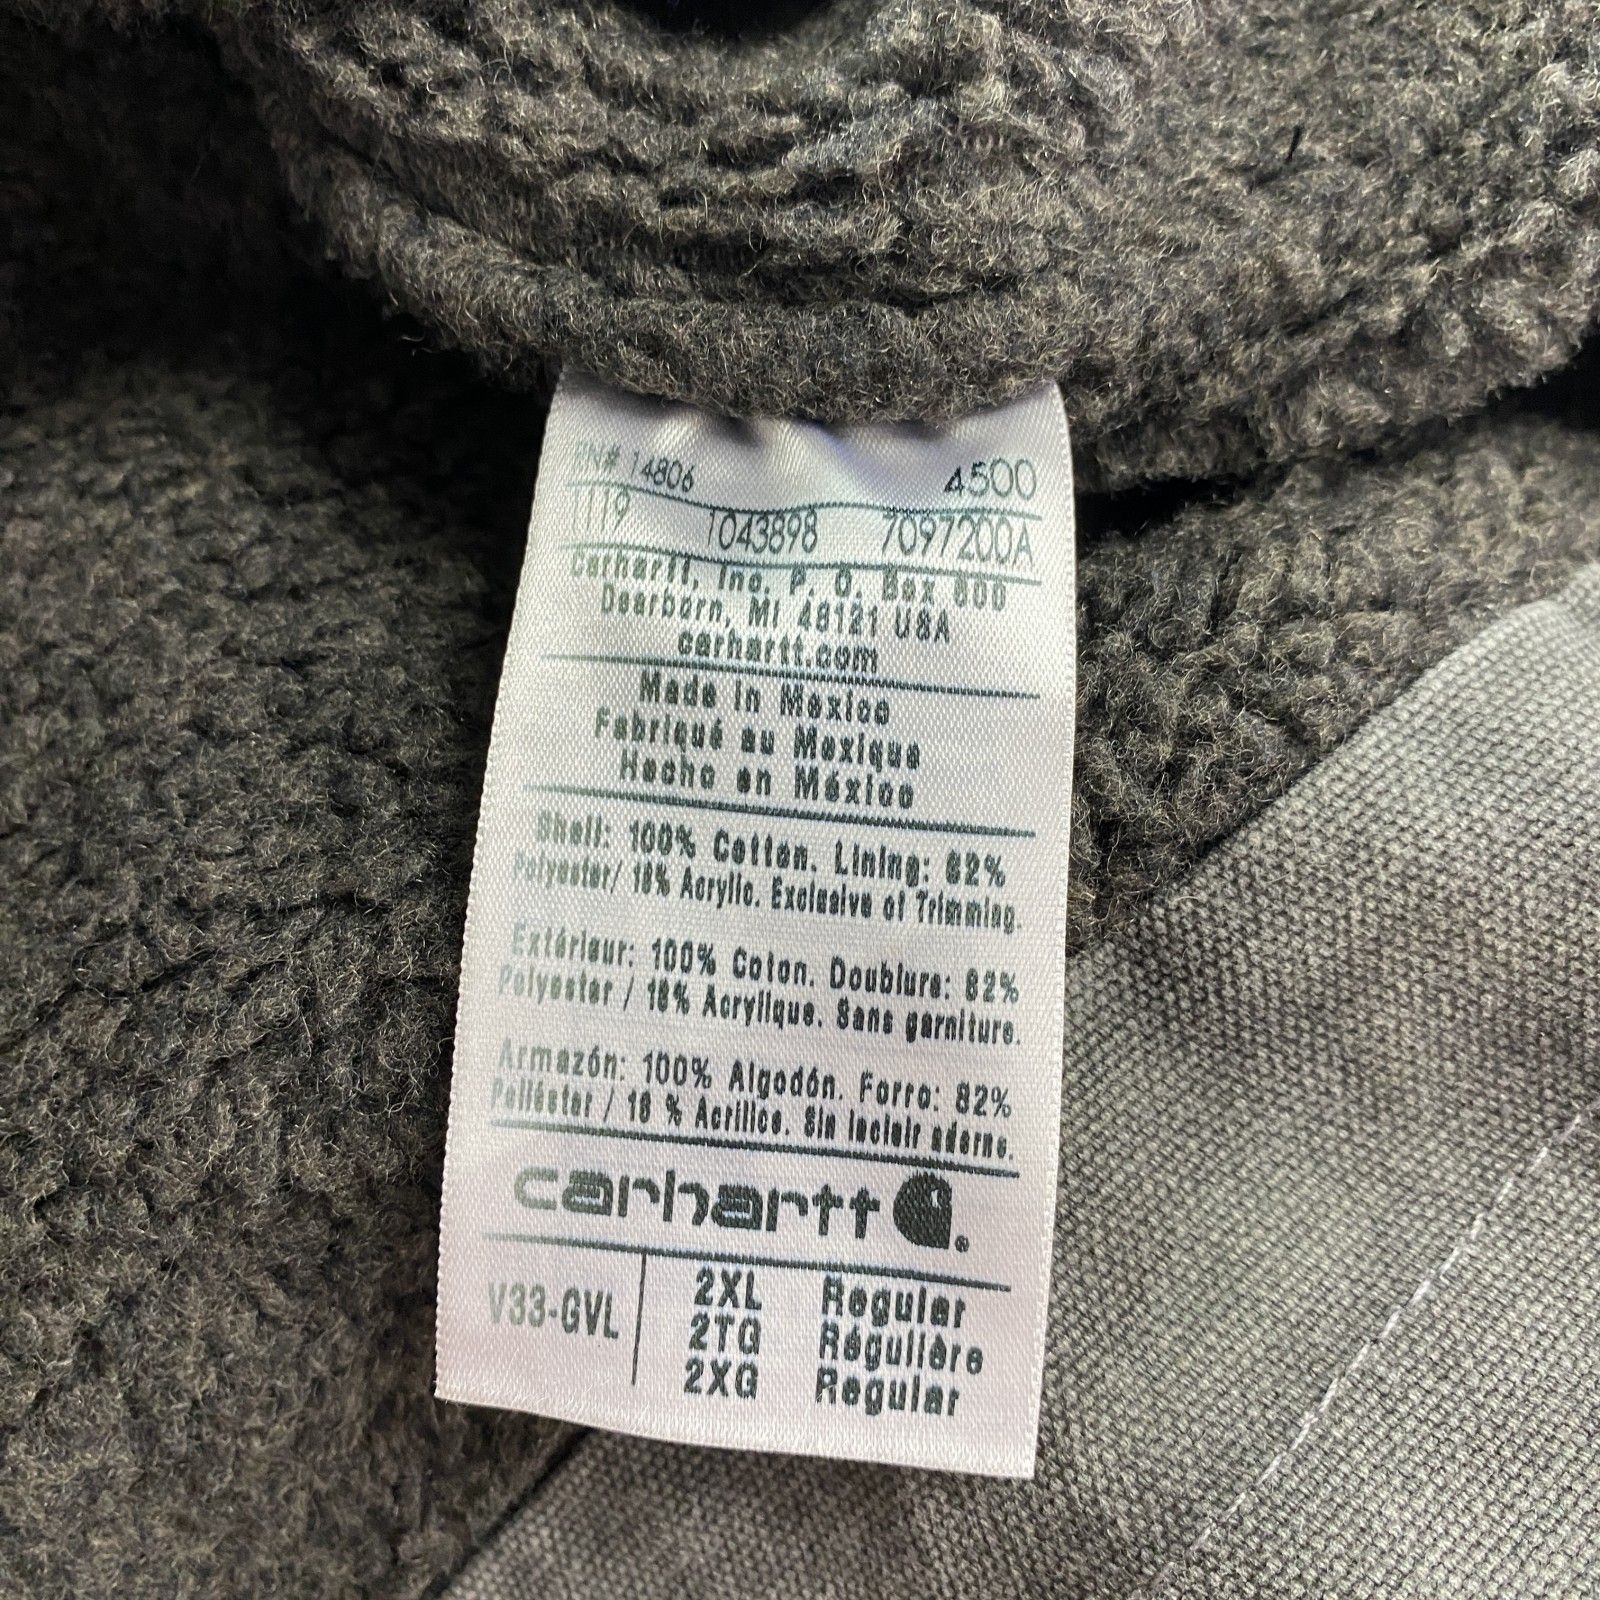 RN# 14806 4500
1119 1043898 7097200A
Carhartt, Inc. P. O. Box 600
Dearborn, MI 48121 USA
carhartt.com
Made in Mexico
Fabriqué au Mexique
Hecho en México
Shell: 100% Cotton. Lining: 82%
Polyester/ 18% Acrylic. Exclusive of Trimming.
Extérieur: 100% Coton. Doublure: 82%
Polyester / 18% Acrylique. Sans garniture.
Armazón: 100% Algodón. Forro: 82%
Poliéster / 18 % Acrílico. Sin incluir adorno.
carhartt
V33-GVL 2XL Regular
2TG Régulière
2XG Regular